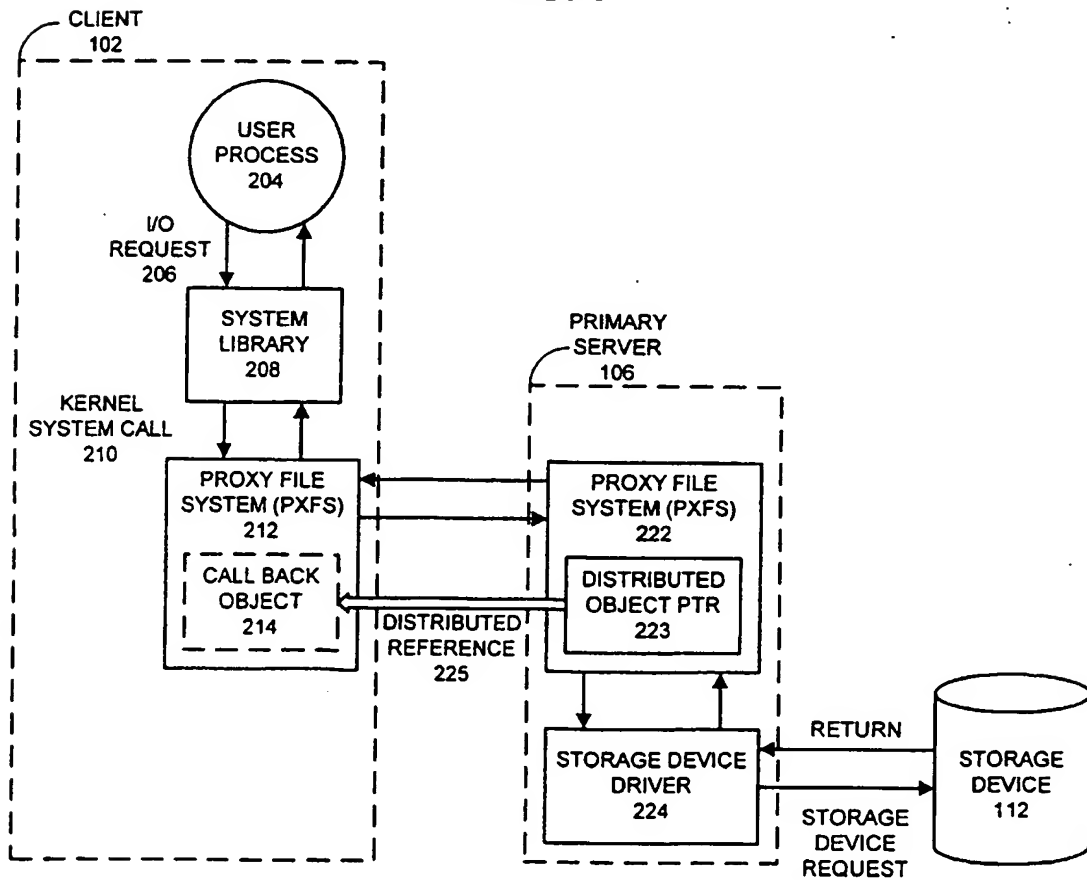 CLIENT
102
USER
PROCESS
204
I/O
REQUEST
206
SYSTEM
LIBRARY
208
KERNEL
SYSTEM CALL
210
PROXY FILE
SYSTEM (PXFS)
212
CALL BACK
OBJECT
214
DISTRIBUTED
REFERENCE
225
PRIMARY
SERVER
106
PROXY FILE
SYSTEM (PXFS)
222
DISTRIBUTED
OBJECT PTR
223
STORAGE DEVICE
DRIVER
224
RETURN
STORAGE
DEVICE
REQUEST
STORAGE
DEVICE
112